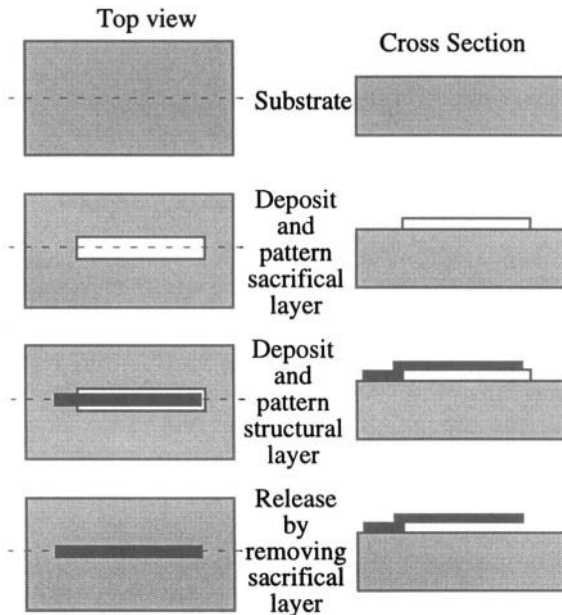 Top view
Cross Section
Substrate
Deposit
and
pattern
sacrifical
layer
Deposit
and
pattern
structural
layer
Release
by
removing
sacrifical
layer